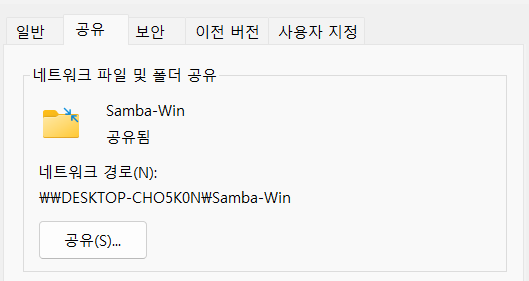 일반 공유 보안 이전 버전 사용자 지정
네트워크 파일 및 폴더 공유
Samba-Win
공유됨
네트워크 경로(N):
₩₩DESKTOP-CHO5K0N₩Samba-Win
공유(S)...